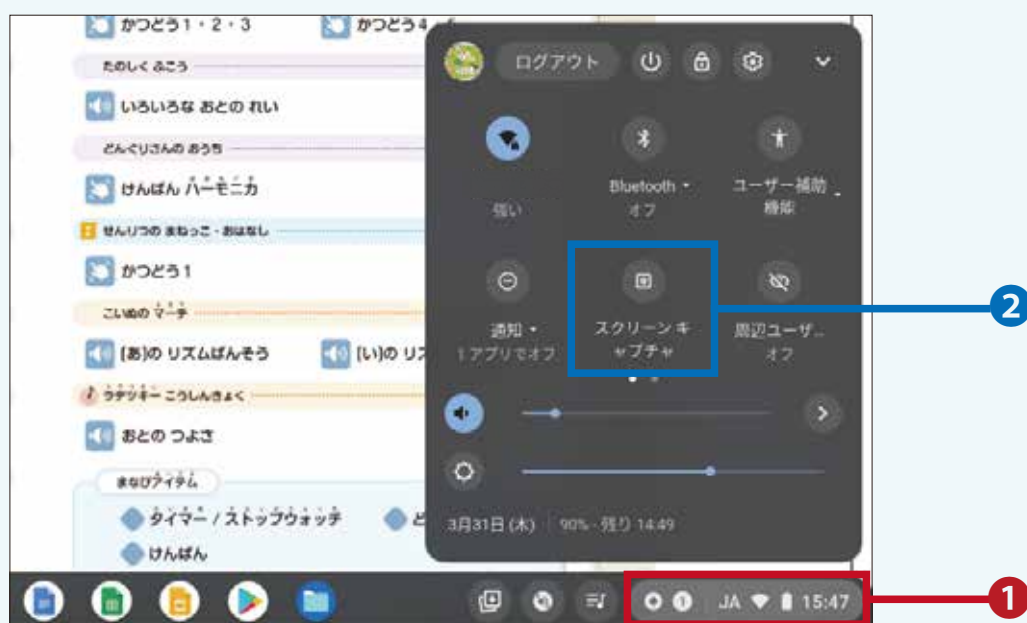 かつどう1・2・3
かつどう4
たのしく ふこう
いろいろな おとの れい
どんぐりさんの おうち
けんばん ハーモニカ
せんりつの まねっこ・おはなし
かつどう1
こいぬの マーチ
(あ)の リズムばんそう
(い)の リズ
ラデツキー こうしんきょく
おとの つよさ
まなびアイテム
タイマー / ストップウォッチ
ど
けんばん
ログアウト
強い
Bluetooth
オフ
ユーザー補助
機能
通知
1 アプリでオフ
スクリーン キ
ャプチャ
周辺ユーザ...
オフ
3月31日 (木)
90% - 残り 14:49
1
JA
15:47
2
1